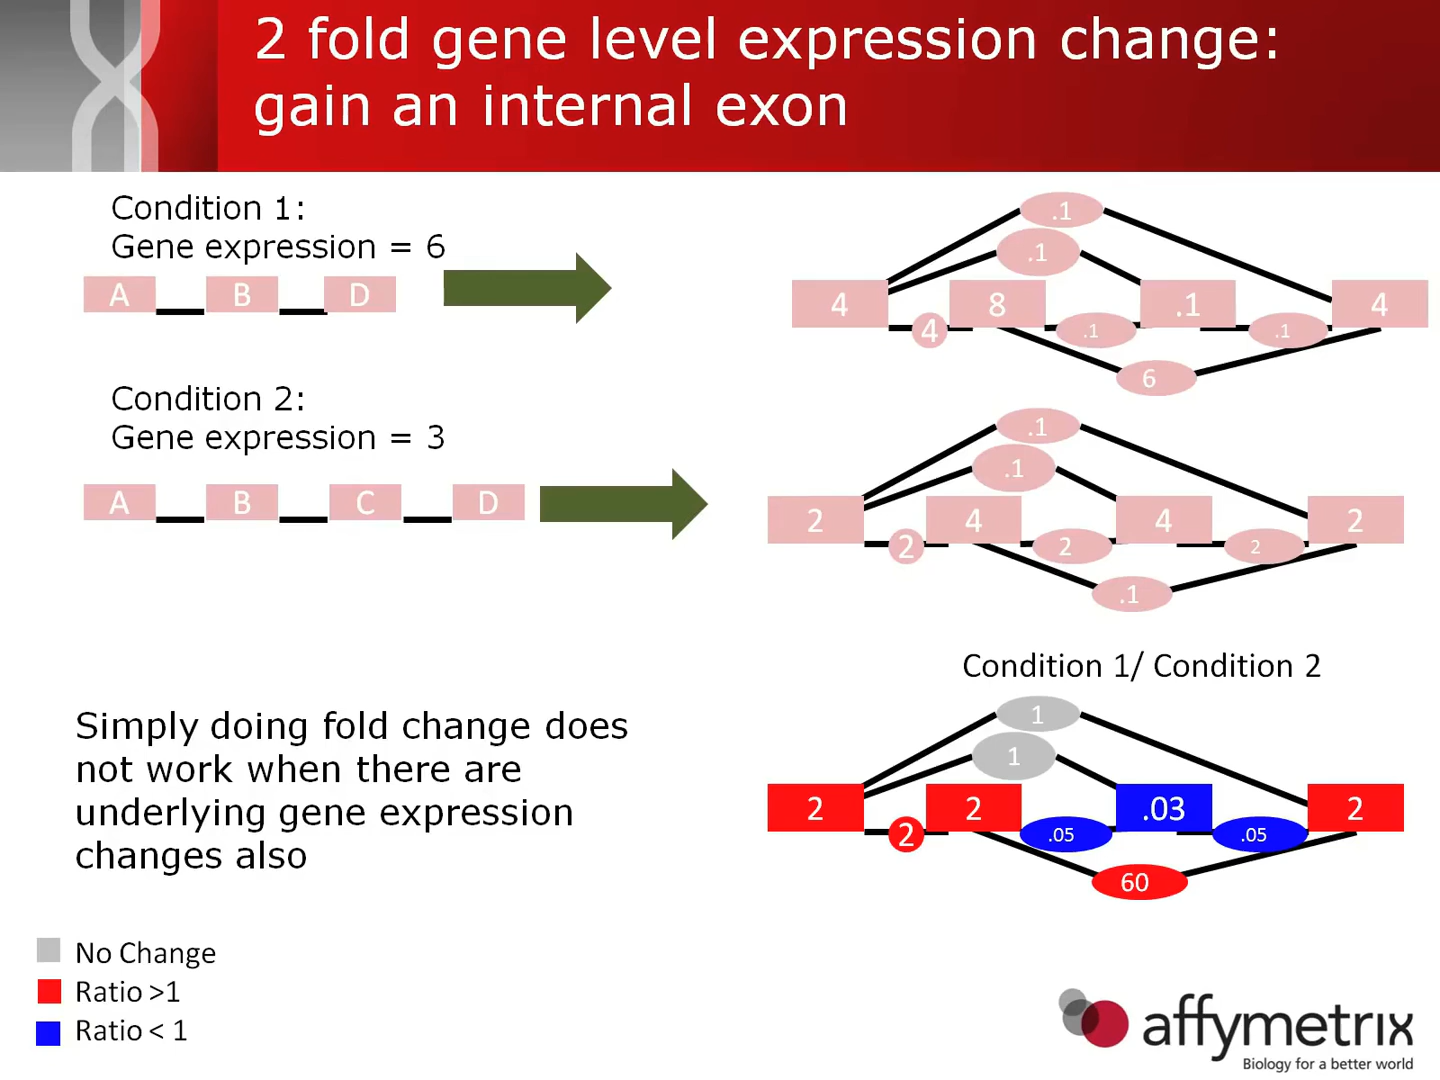 2 fold gene level expression change:
gain an internal exon
Condition 1:
Gene expression = 6
A B D
.1
.1
4 8 .1 4
4 .1 .1
6
Condition 2:
Gene expression = 3
A B C D
.1
.1
2 4 4 2
2 2 2
.1
Condition 1/ Condition 2
1
1
2 2 .03 2
2 .05 .05
60
Simply doing fold change does
not work when there are
underlying gene expression
changes also
No Change
Ratio >1
Ratio < 1
affymetrix
Biology for a better world